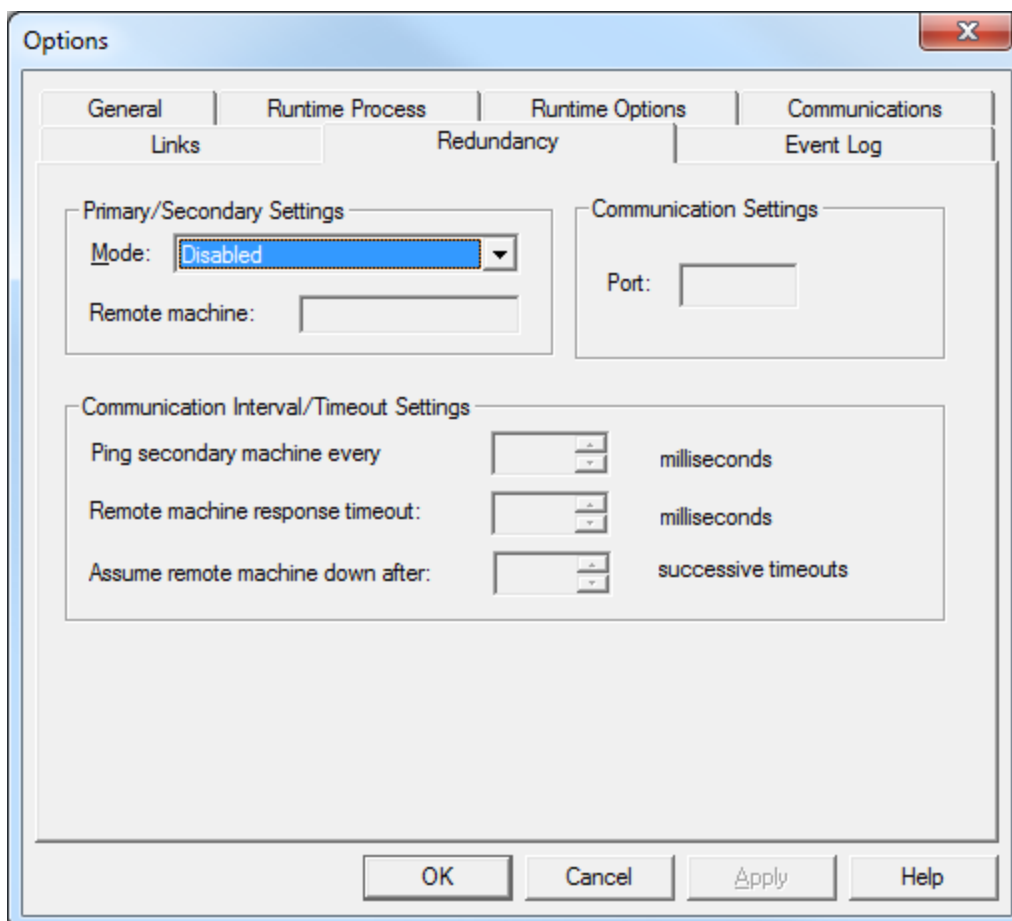 Options
General Runtime Process Runtime Options Communications
Links Redundancy Event Log
Primary/Secondary Settings
Mode: Disabled
Remote machine:
Communication Settings
Port:
Communication Interval/Timeout Settings
Ping secondary machine every milliseconds
Remote machine response timeout: milliseconds
Assume remote machine down after: successive timeouts
OK Cancel Apply Help